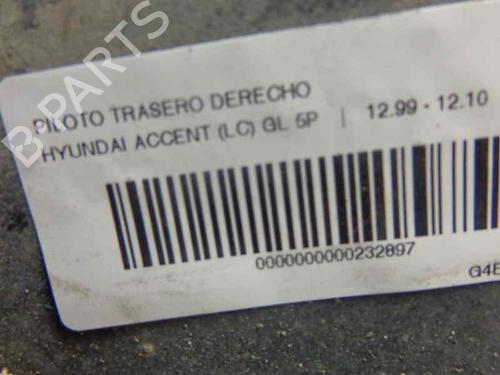 PILOTO TRASERO DERECHO
HYUNDAI ACCENT (LC) GL 5P | 12.99 - 12.10
0000000000232897
G4E
B-PARTS